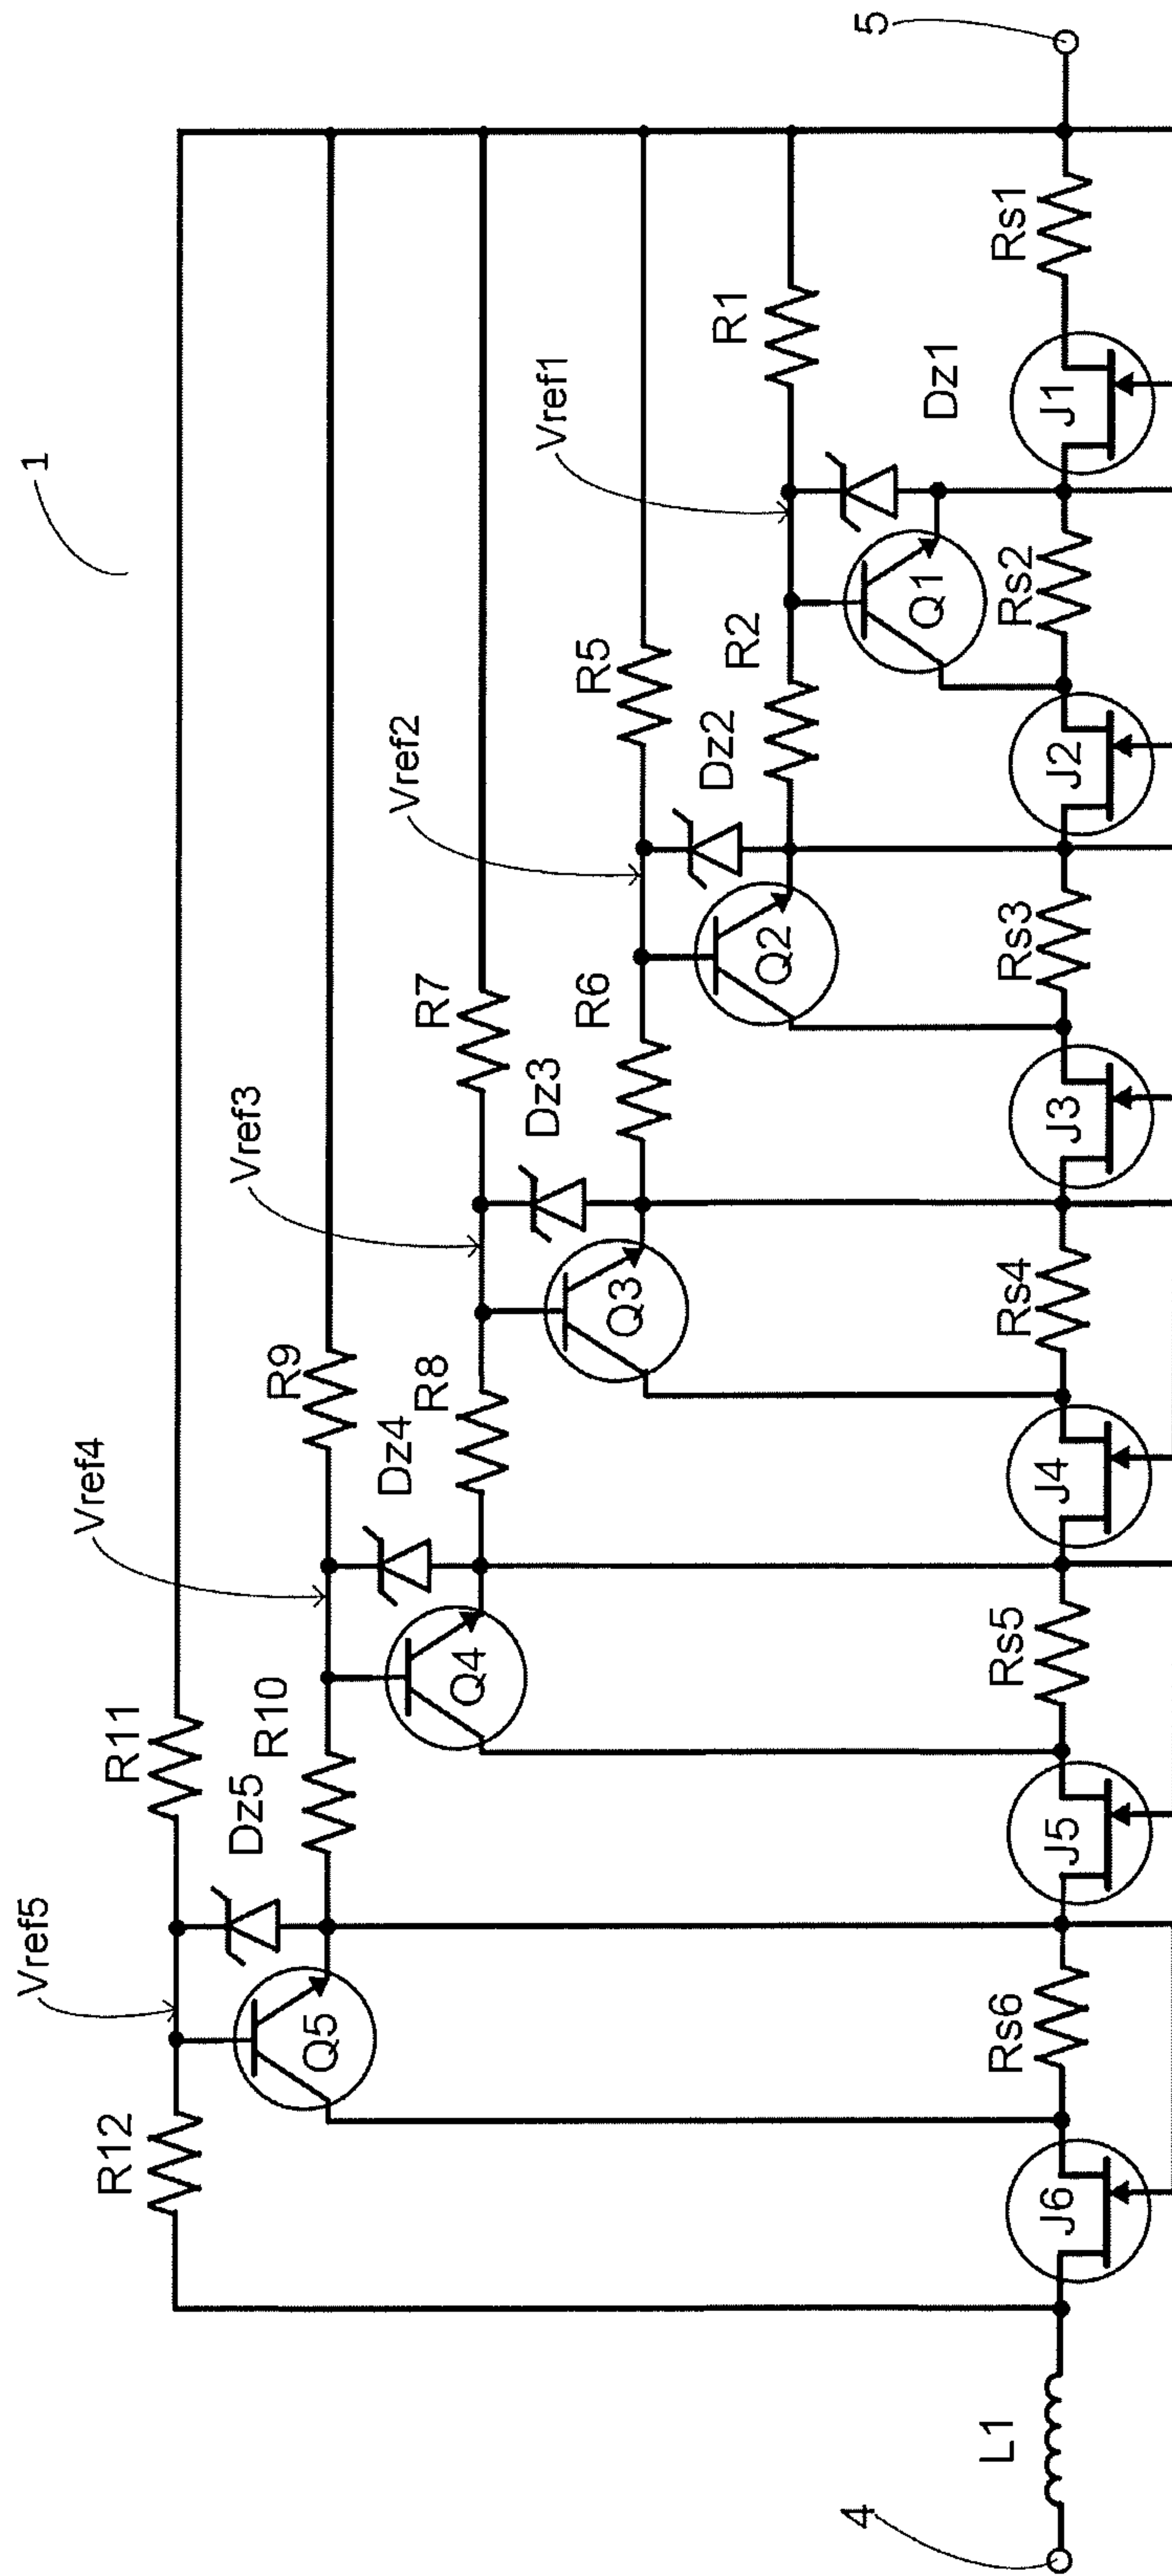 1
Vref5
Vref4
Vref3
Vref2
Vref1
5
R12
R11
Dz5
R10
R9
Dz4
R8
R7
Dz3
R6
R5
Dz2
R2
R1
Dz1
Q5
Q4
Q3
Q2
Q1
4
L1
J6
Rs6
J5
Rs5
J4
Rs4
J3
Rs3
J2
Rs2
J1
Rs1